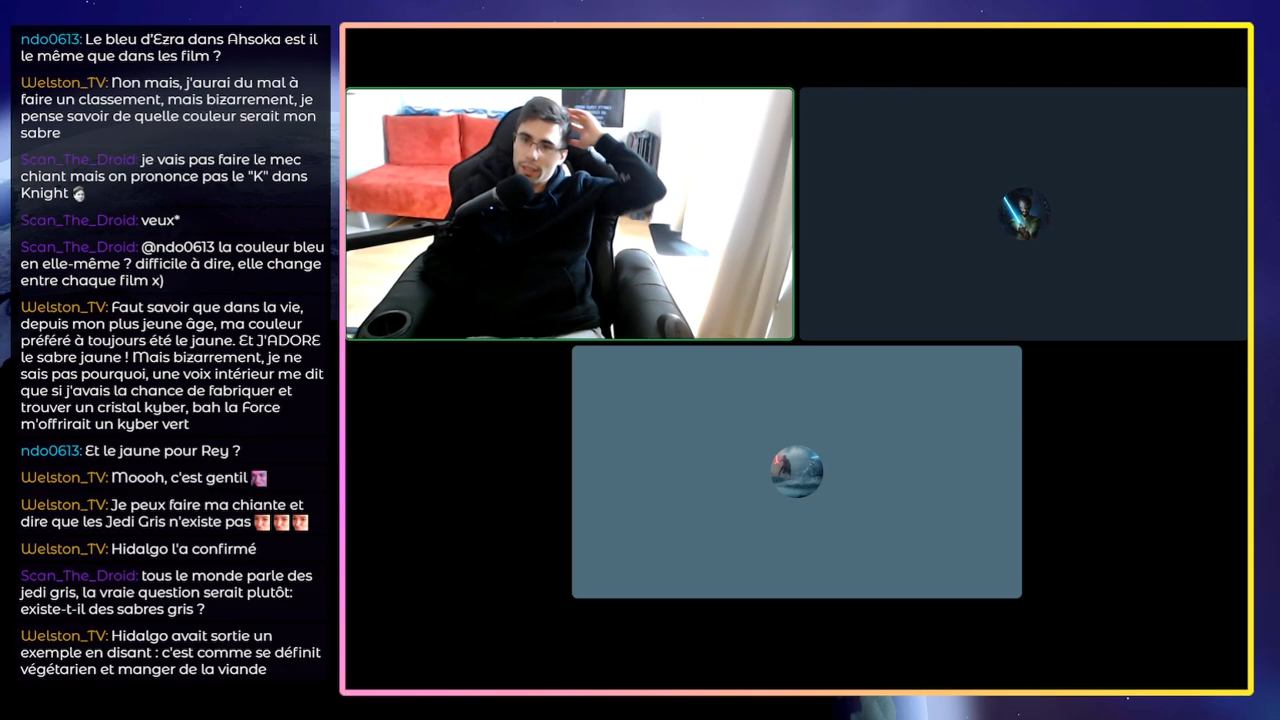 ndo0613: Le bleu d'Ezra dans Ahsoka est il
le même que dans les film ?
Welston_TV: Non mais, j'aurai du mal à
faire un classement, mais bizarrement, je
pense savoir de quelle couleur serait mon
sabre
Scan_The_Droid: je vais pas faire le mec
chiant mais on prononce pas le "K" dans
Knight
Scan_The_Droid: veux*
Scan_The_Droid: @ndo0613 la couleur bleu
en elle-même ? difficile à dire, elle change
entre chaque film x)
Welston_TV: Faut savoir que dans la vie,
depuis mon plus jeune âge, ma couleur
préféré à toujours été le jaune. Et J'ADORE
le sabre jaune ! Mais bizarrement, je ne
sais pas pourquoi, une voix intérieur me dit
que si j'avais la chance de fabriquer et
trouver un cristal kyber, bah la Force
m'offrirait un kyber vert
ndo0613: Et le jaune pour Rey ?
Welston_TV: Moooh, c'est gentil
Welston_TV: Je peux faire ma chiante et
dire que les Jedi Gris n'existe pas
Welston_TV: Hidalgo l'a confirmé
Scan_The_Droid: tous le monde parle des
jedi gris, la vraie question serait plutôt:
existe-t-il des sabres gris ?
Welston_TV: Hidalgo avait sortie un
exemple en disant : c'est comme se définit
végétarien et manger de la viande